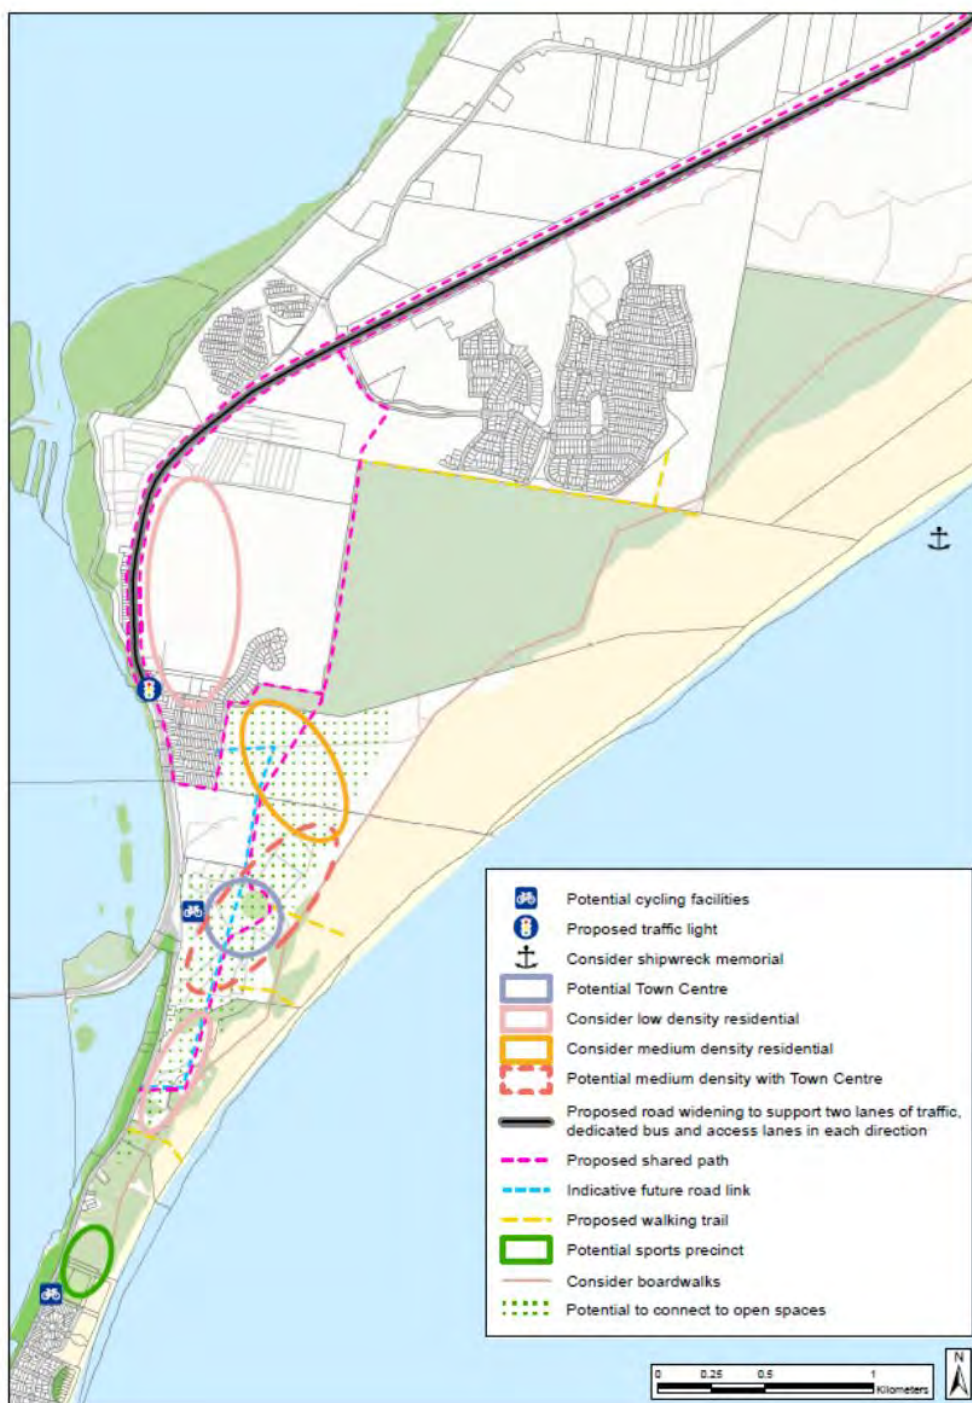 Potential cycling facilities
Proposed traffic light
Consider shipwreck memorial
Potential Town Centre
Consider low density residential
Consider medium density residential
Potential medium density with Town Centre
Proposed road widening to support two lanes of traffic,
dedicated bus and access lanes in each direction
Proposed shared path
Indicative future road link
Proposed walking trail
Potential sports precinct
Consider boardwalks
Potential to connect to open spaces
0 0.25 0.5 1
Kilometers
N